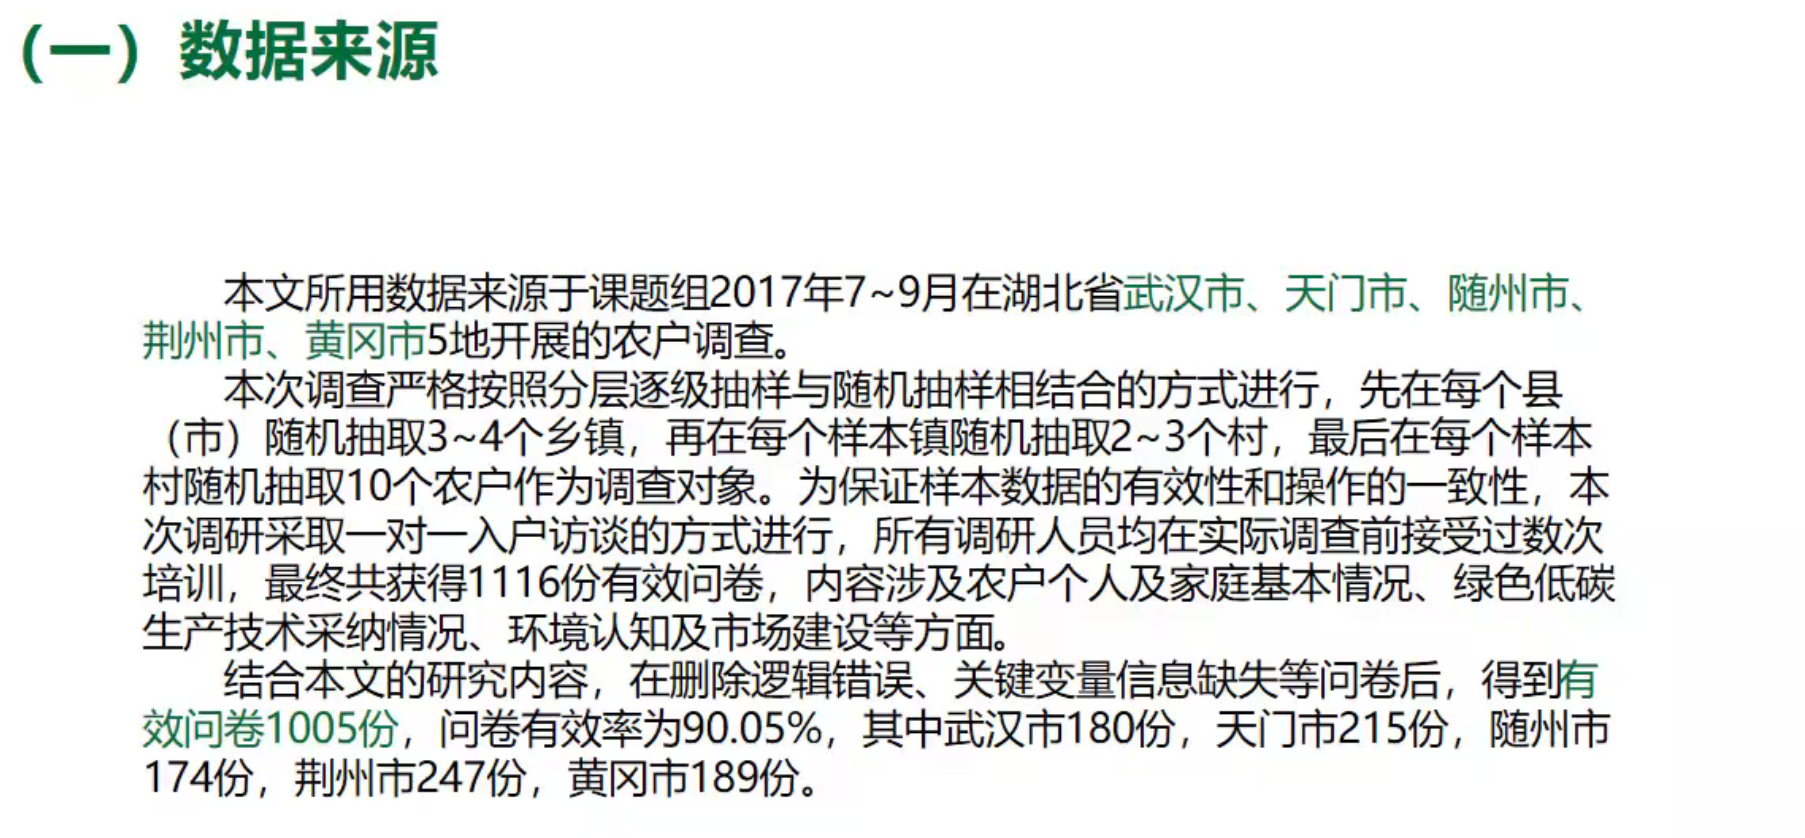 （一）数据来源
本文所用数据来源于课题组2017年7~9月在湖北省武汉市、天门市、随州市、
荆州市、黄冈市5地开展的农户调查。
本次调查严格按照分层逐级抽样与随机抽样相结合的方式进行，先在每个县
（市）随机抽取3~4个乡镇，再在每个样本镇随机抽取2~3个村，最后在每个样本
村随机抽取10个农户作为调查对象。为保证样本数据的有效性和操作的一致性，本
次调研采取一对一入户访谈的方式进行，所有调研人员均在实际调查前接受过数次
培训，最终共获得1116份有效问卷，内容涉及农户个人及家庭基本情况、绿色低碳
生产技术采纳情况、环境认知及市场建设等方面。
结合本文的研究内容，在删除逻辑错误、关键变量信息缺失等问卷后，得到有
效问卷1005份，问卷有效率为90.05%，其中武汉市180份，天门市215份，随州市
174份，荆州市247份，黄冈市189份。